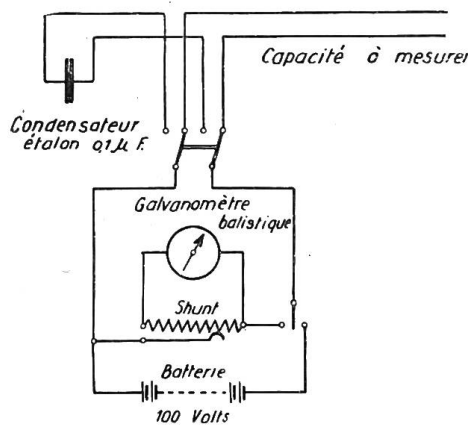 Capacité à mesurer
Condensateur
étalon 0,1 µ F.
Galvanomètre
balistique
Shunt
Batterie
100 Volts